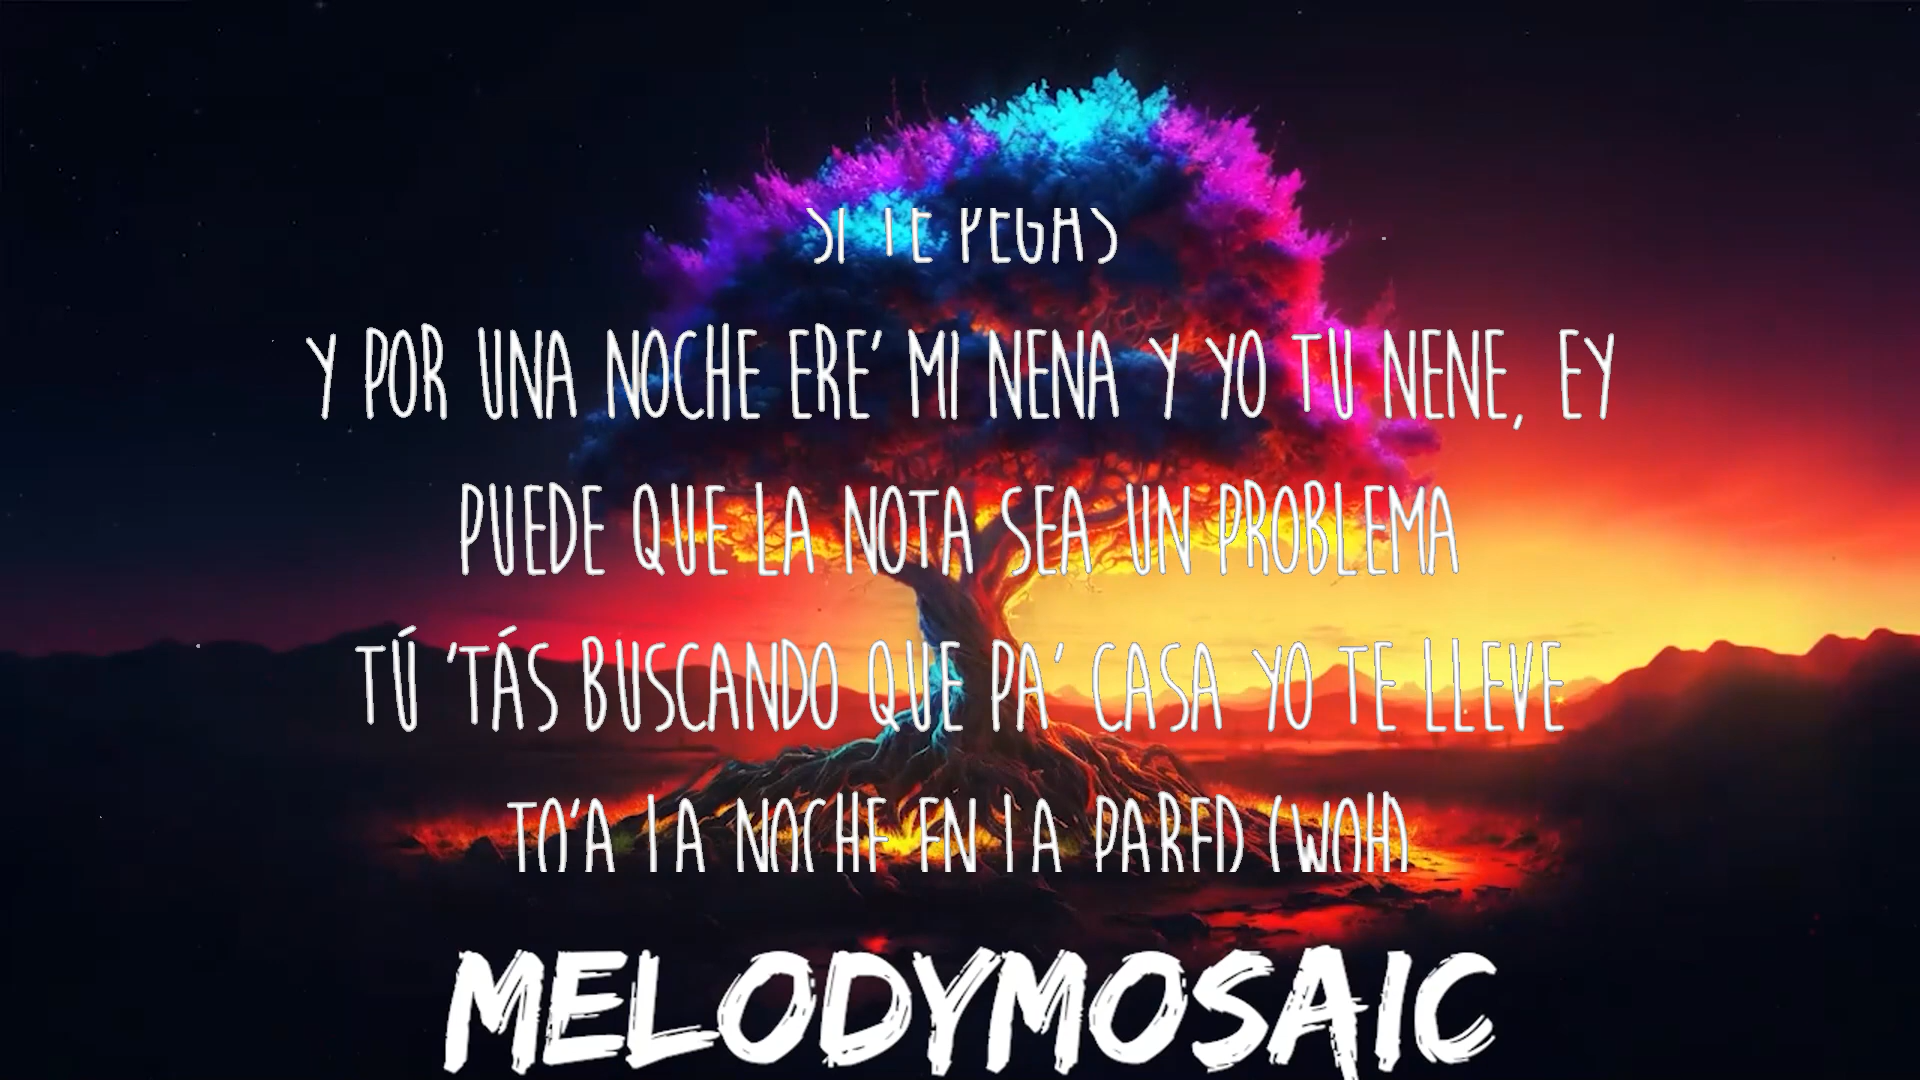 SI TE PEGAS
Y POR UNA NOCHE ERE' MI NENA Y YO TU NENE, EY
PUEDE QUE LA NOTA SEA UN PROBLEMA
TÚ 'TÁS BUSCANDO QUE PA' CASA YO TE LLEVE
TO'A LA NOCHE EN LA PARED (WOH)
MELODYMOSAIC